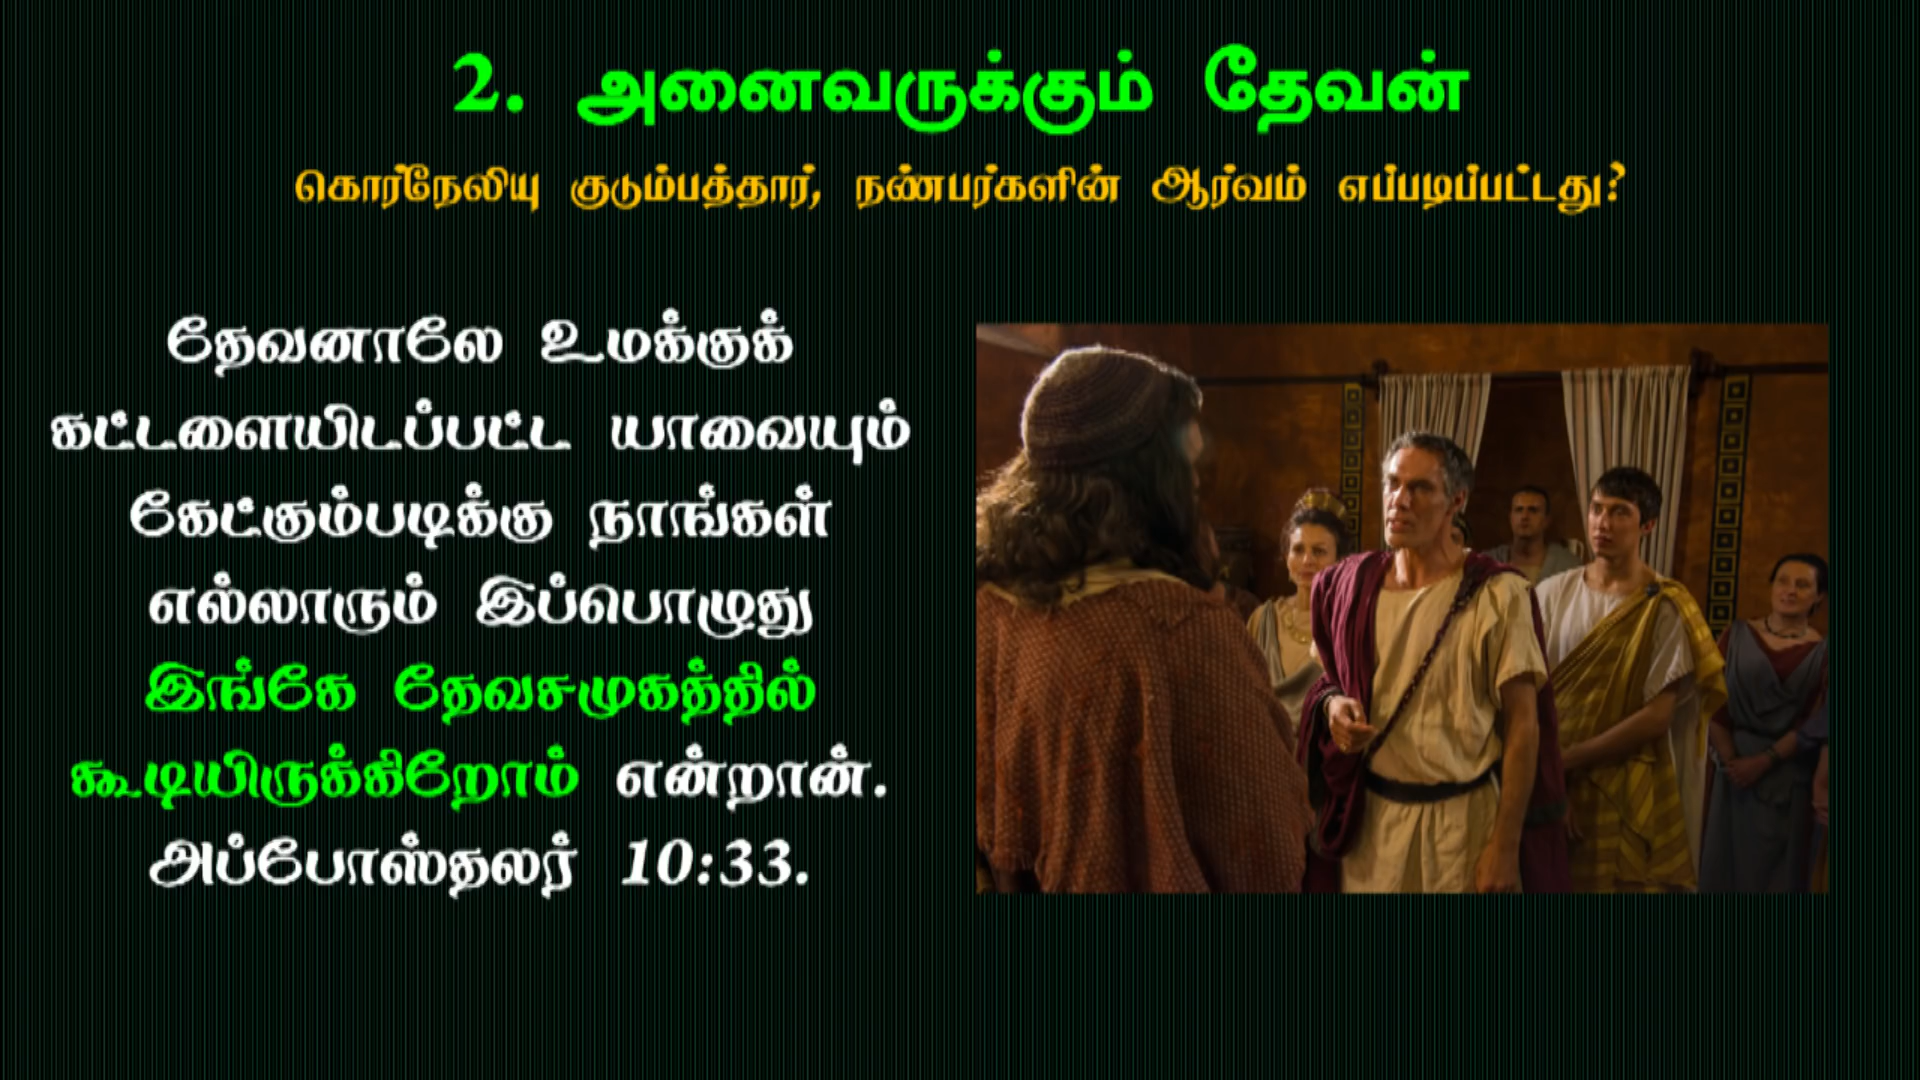 2. அனைவருக்கும் தேவன்
கொர்நேலியு குடும்பத்தார், நண்பர்களின் ஆர்வம் எப்படிப்பட்டது?
தேவனாலே உமக்குக்
கட்டளையிடப்பட்ட யாவையும்
கேட்கும்படிக்கு நாங்கள்
எல்லாரும் இப்பொழுது
இங்கே தேவசமுகத்தில்
கூடியிருக்கிறோம் என்றான்.
அப்போஸ்தலர் 10:33.